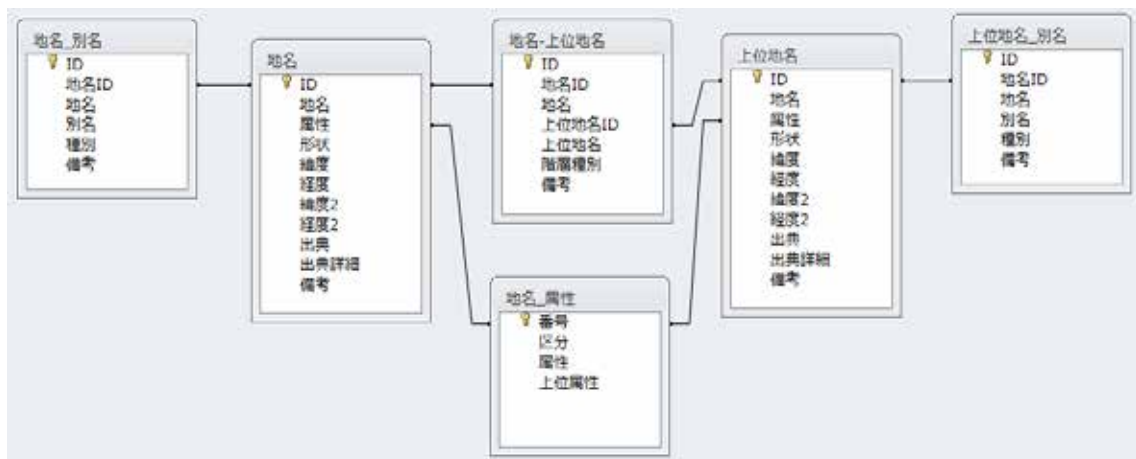 地名_別名
ID
地名ID
地名
別名
種別
備考
地名
ID
地名
属性
形状
緯度
経度
緯度2
経度2
出典
出典詳細
備考
地名-上位地名
ID
地名ID
地名
上位地名ID
上位地名
階層種別
備考
地名_属性
番号
区分
属性
上位属性
上位地名
ID
地名
属性
形状
緯度
経度
緯度2
経度2
出典
出典詳細
備考
上位地名_別名
ID
地名ID
地名
別名
種別
備考